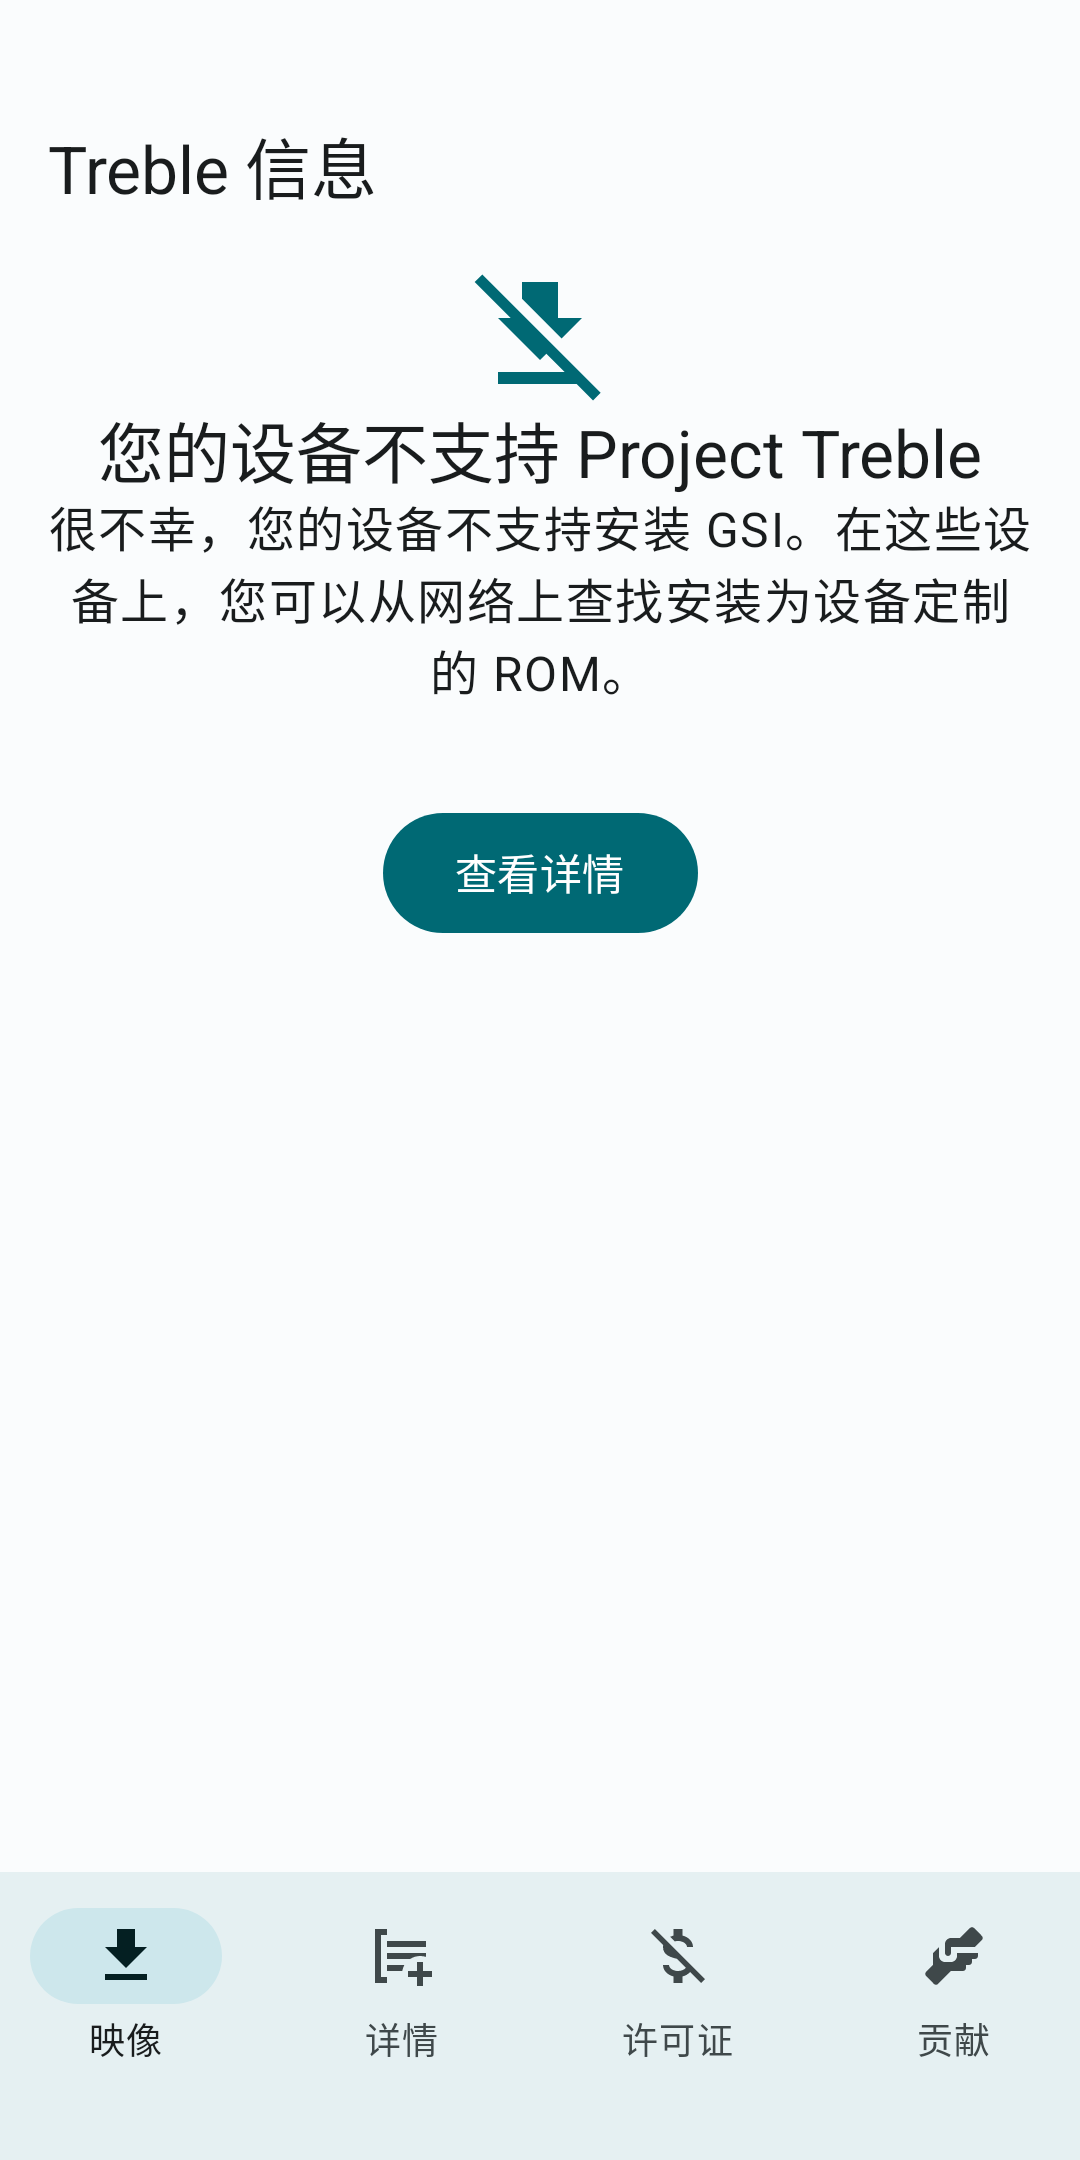 Treble 信息
您的设备不支持 Project Treble
很不幸，您的设备不支持安装 GSI。在这些设
备上，您可以从网络上查找安装为设备定制
的 ROM。
查看详情
映像
详情
许可证
贡献